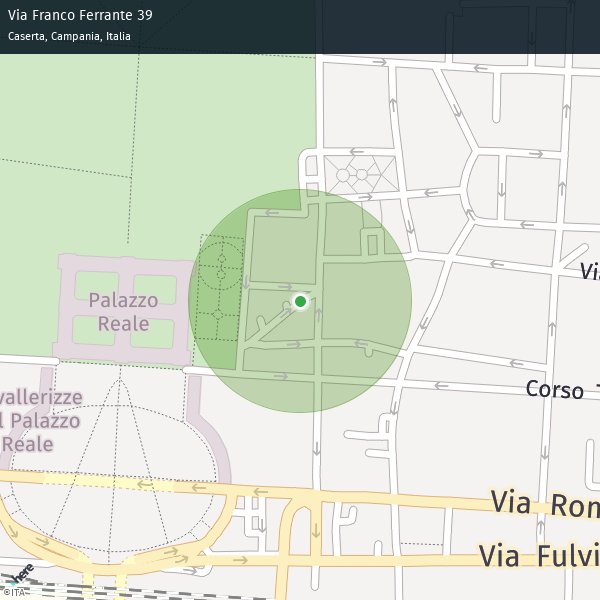 Via Franco Ferrante 39
Caserta, Campania, Italia
Palazzo
Reale
Via
vallerizze
l Palazzo
Reale
Corso
Via Rom
Via Fulvi
here
©ITA